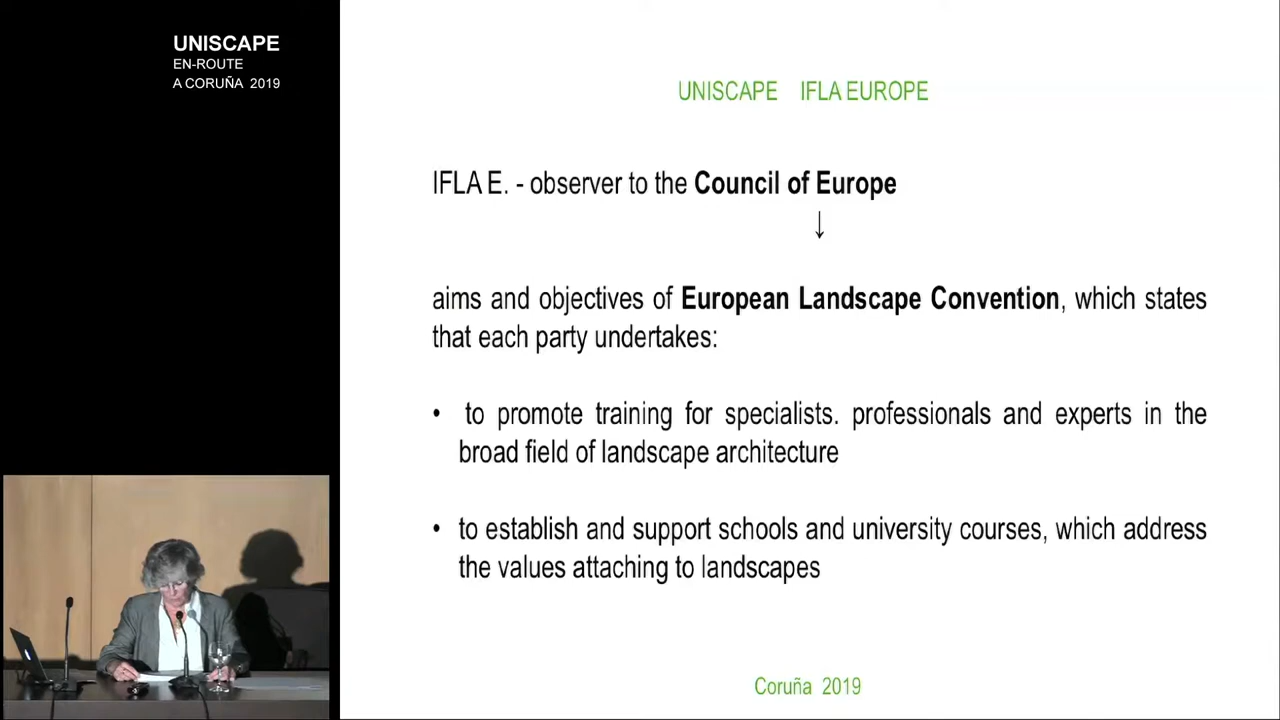 UNISCAPE
EN-ROUTE
A CORUÑA 2019
UNISCAPE IFLA EUROPE
IFLA E. - observer to the Council of Europe
↓
aims and objectives of European Landscape Convention, which states
that each party undertakes:
• to promote training for specialists. professionals and experts in the
broad field of landscape architecture
• to establish and support schools and university courses, which address
the values attaching to landscapes
Coruña 2019